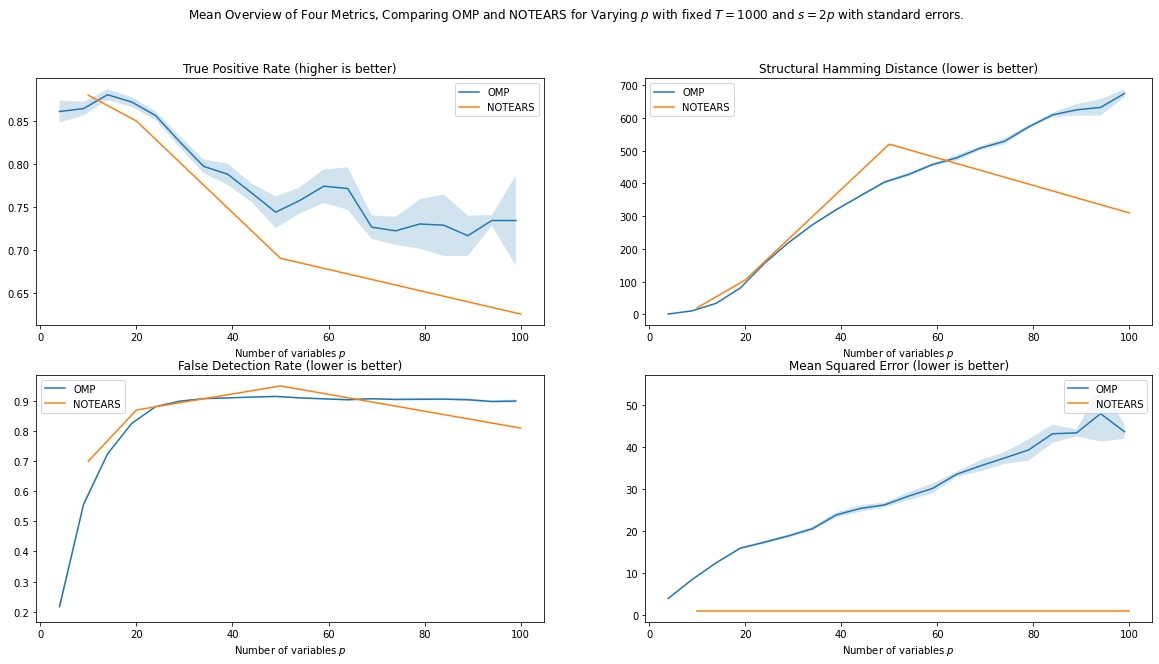 Mean Overview of Four Metrics, Comparing OMP and NOTEARS for Varying p with fixed T = 1000 and s = 2p with standard errors.
True Positive Rate (higher is better)
OMP
NOTEARS
0.85
0.80
0.75
0.70
0.65
0 20 40 60 80 100
Number of variables p
Structural Hamming Distance (lower is better)
OMP
NOTEARS
700
600
500
400
300
200
100
0
0 20 40 60 80 100
Number of variables p
False Detection Rate (lower is better)
OMP
NOTEARS
0.9
0.8
0.7
0.6
0.5
0.4
0.3
0.2
0 20 40 60 80 100
Number of variables p
Mean Squared Error (lower is better)
OMP
NOTEARS
50
40
30
20
10
0
0 20 40 60 80 100
Number of variables p